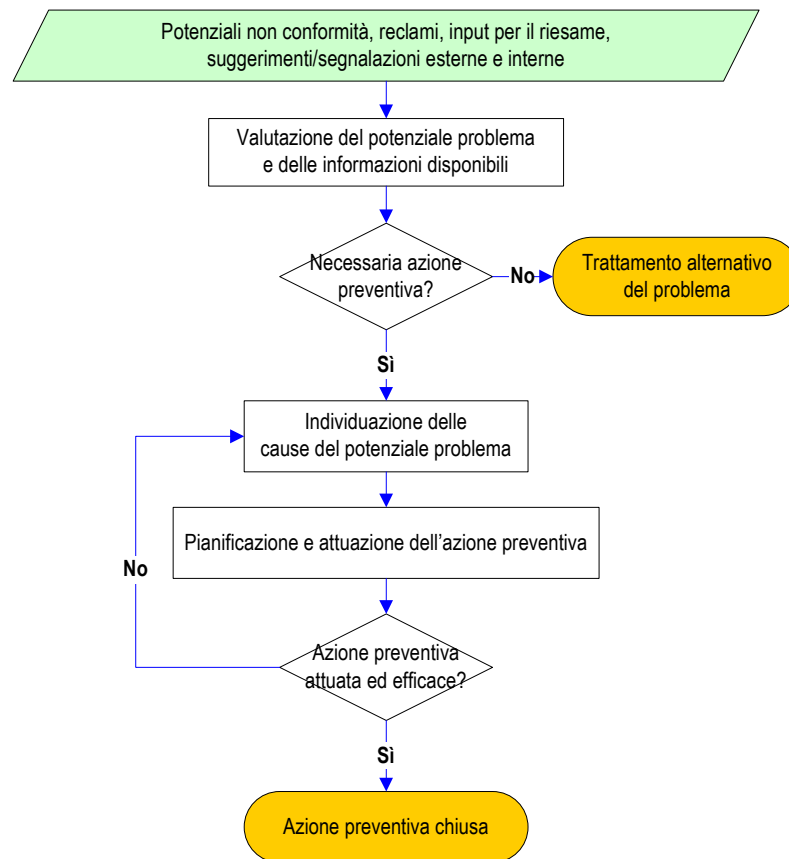 Potenziali non conformità, reclami, input per il riesame,
suggerimenti/segnalazioni esterne e interne
Valutazione del potenziale problema
e delle informazioni disponibili
Necessaria azione
preventiva?
No
Trattamento alternativo
del problema
Sì
Individuazione delle
cause del potenziale problema
Pianificazione e attuazione dell’azione preventiva
No
Azione preventiva
attuata ed efficace?
Sì
Azione preventiva chiusa